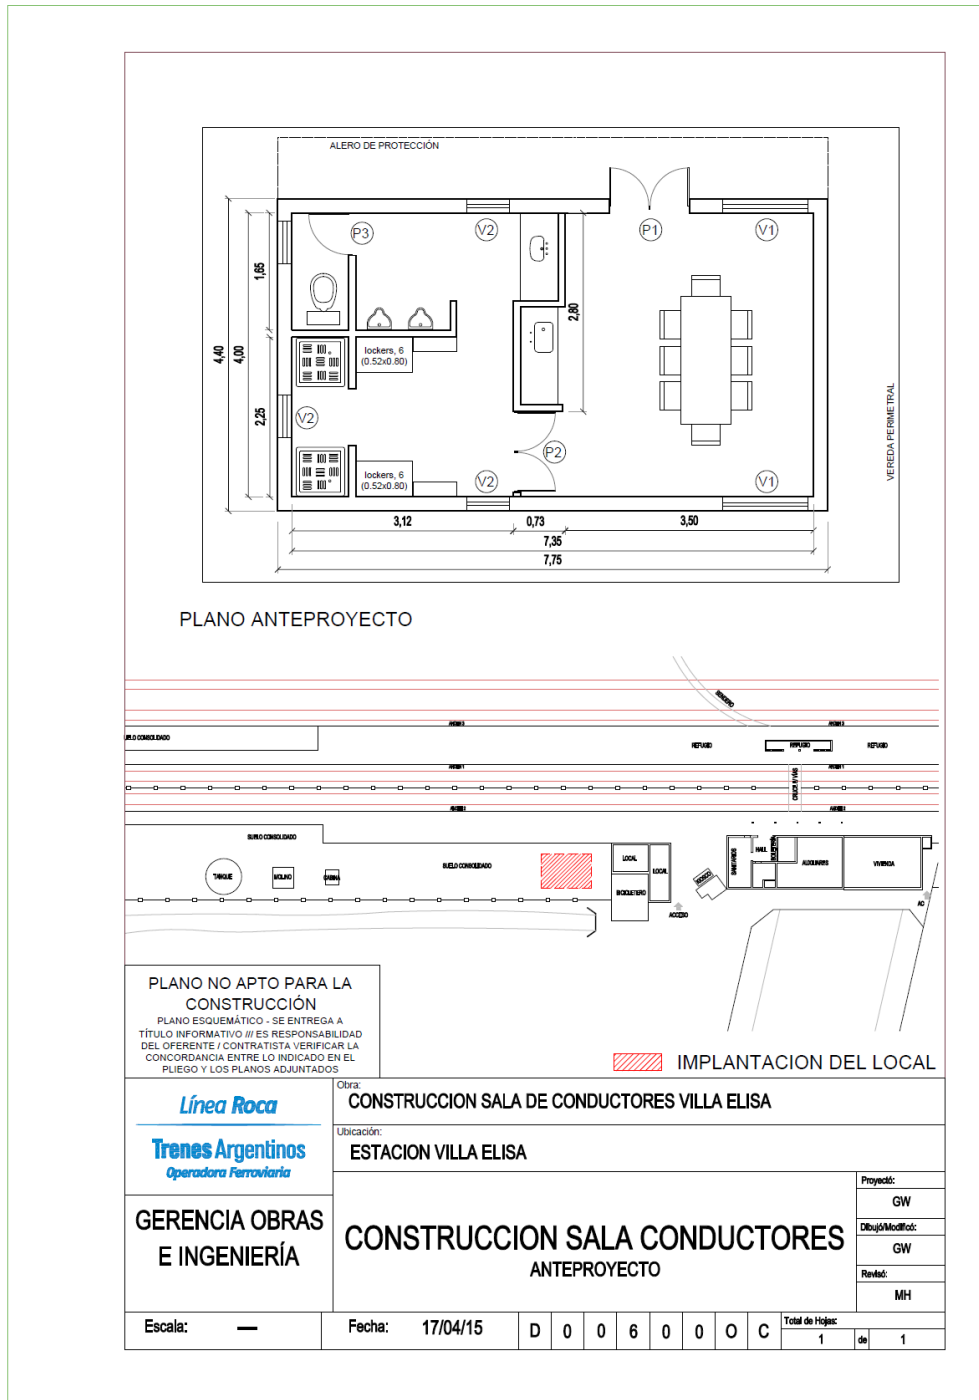 ALERO DE PROTECCIÓN
P3
V2
P1
V1
1,65
2,80
4,40
4,00
lockers, 6
(0.52x0.80)
2,25
V2
P2
VEREDA PERIMETRAL
lockers, 6
(0.52x0.80)
V2
V1
3,12
0,73
3,50
7,35
7,75
PLANO ANTEPROYECTO
SENDERO
REFUGIO
REFUGIO
REFUGIO
SUELO CONSOLIDADO
LOCAL
LOCAL
SUELO CONSOLIDADO
SANITARIOS
HALL
BOLETERIA
AUXILIARES
VIVIENDA
TANQUE
MOLINO
CABINA
KIOSCO
BICICLETERO
ACCESO
AC
PLANO NO APTO PARA LA
CONSTRUCCIÓN
PLANO ESQUEMÁTICO - SE ENTREGA A
TÍTULO INFORMATIVO /// ES RESPONSABILIDAD
DEL OFERENTE / CONTRATISTA VERIFICAR LA
CONCORDANCIA ENTRE LO INDICADO EN EL
PLIEGO Y LOS PLANOS ADJUNTADOS
IMPLANTACION DEL LOCAL
Línea Roca
Trenes Argentinos
Operadora Ferroviaria
Obra:
CONSTRUCCION SALA DE CONDUCTORES VILLA ELISA
Ubicación:
ESTACION VILLA ELISA
GERENCIA OBRAS
E INGENIERÍA
CONSTRUCCION SALA CONDUCTORES
ANTEPROYECTO
Proyectó:
GW
Dibujó/Modificó:
GW
Revisó:
MH
Escala: —
Fecha: 17/04/15
D 0 0 6 0 0 O C
Total de Hojas:
1 de 1